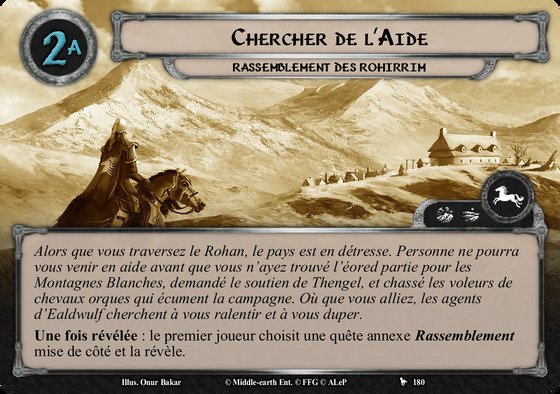 2A
CHERCHER DE L'AIDE
RASSEMBLEMENT DES ROHIRRIM
Alors que vous traversez le Rohan, le pays est en détresse. Personne ne pourra
vous venir en aide avant que vous n'ayez trouvé l'éored partie pour les
Montagnes Blanches, demandé le soutien de Thengel, et chassé les voleurs de
chevaux orques qui écument la campagne. Où que vous alliez, les agents
d'Ealdwulf cherchent à vous ralentir et à vous duper.
Une fois révélée : le premier joueur choisit une quête annexe Rassemblement
mise de côté et la révèle.
Illus. Onur Bakar © Middle-earth Ent. © FFG © ALeP 180